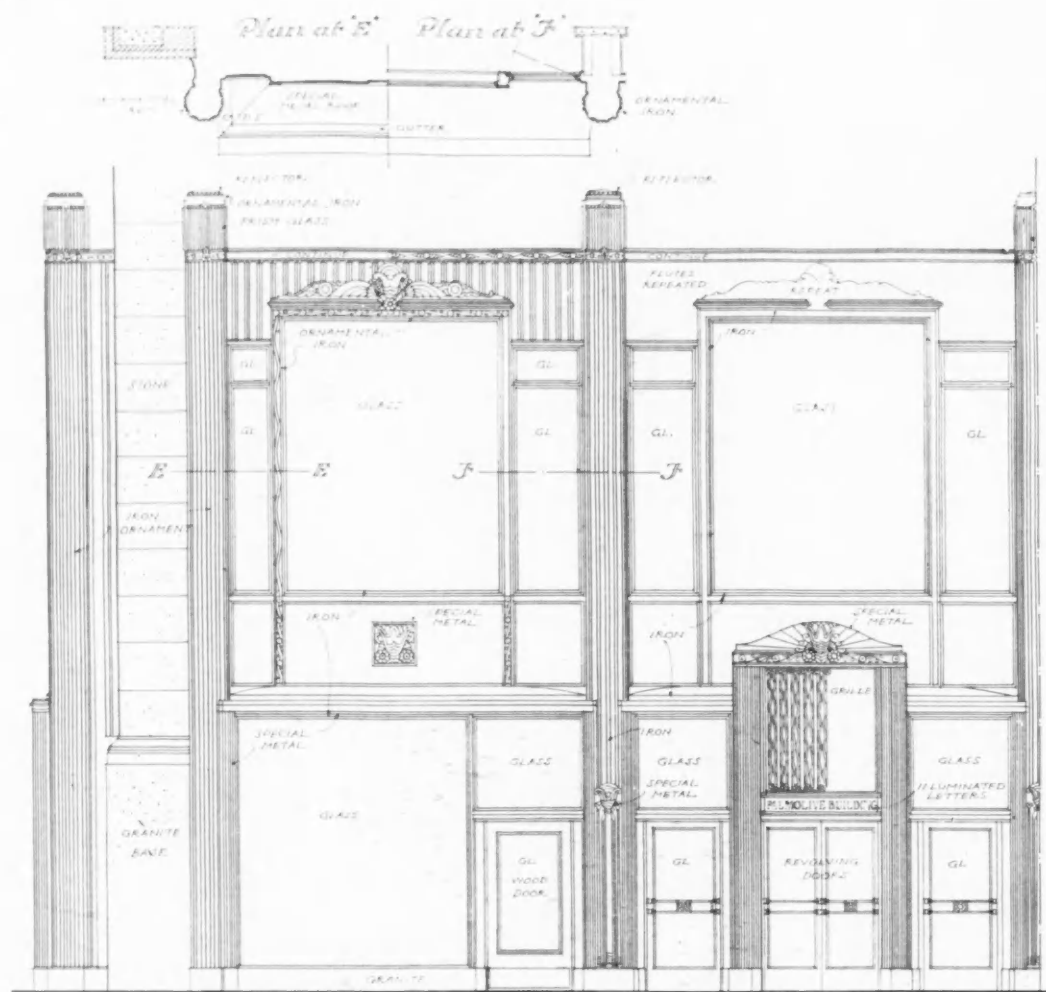 Plan at "E" Plan at "F"
SPECIAL
METAL ROOF
GUTTER
ORNAMENTAL
IRON
REFLECTOR
ORNAMENTAL IRON
PRISM GLASS
REFLECTOR
CONTINUE
FLUTES
REPEATED
REPEAT
ORNAMENTAL
IRON
IRON
GL.
GL.
STONE
GLASS
GLASS
GL.
GL.
GL.
GL.
E E F F
IRON
ORNAMENT
IRON
SPECIAL
METAL
IRON
SPECIAL
METAL
GRILLE
SPECIAL
METAL
IRON
GLASS
GLASS
GLASS
SPECIAL
METAL
ILLUMINATED
LETTERS
PALMOLIVE BUILDING
GLASS
GRANITE
BASE
GL.
WOOD
DOOR
GL.
REVOLVING
DOORS
GL
GRANITE